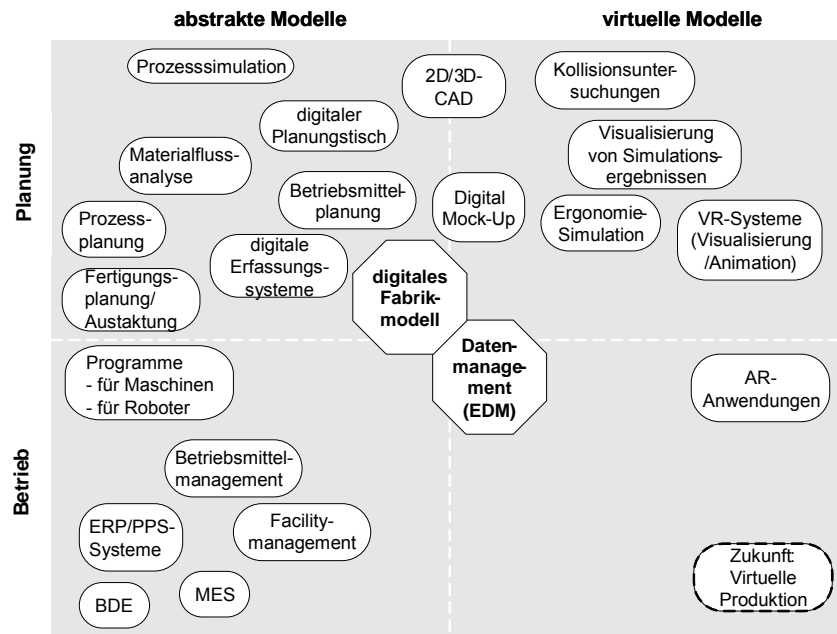 abstrakte Modelle
virtuelle Modelle
Planung
Prozesssimulation
2D/3D-
CAD
Kollisionsunter-
suchungen
digitaler
Planungstisch
Visualisierung
von Simulations-
ergebnissen
Materialfluss-
analyse
Betriebsmittel-
planung
Digital
Mock-Up
Ergonomie-
Simulation
VR-Systeme
(Visualisierung
/Animation)
Prozess-
planung
digitale
Erfassungs-
systeme
digitales
Fabrik-
modell
Fertigungs-
planung/
Austaktung
Betrieb
Programme
- für Maschinen
- für Roboter
Daten-
manage-
ment
(EDM)
AR-
Anwendungen
Betriebsmittel-
management
ERP/PPS-
Systeme
Facility-
management
BDE
MES
Zukunft:
Virtuelle
Produktion